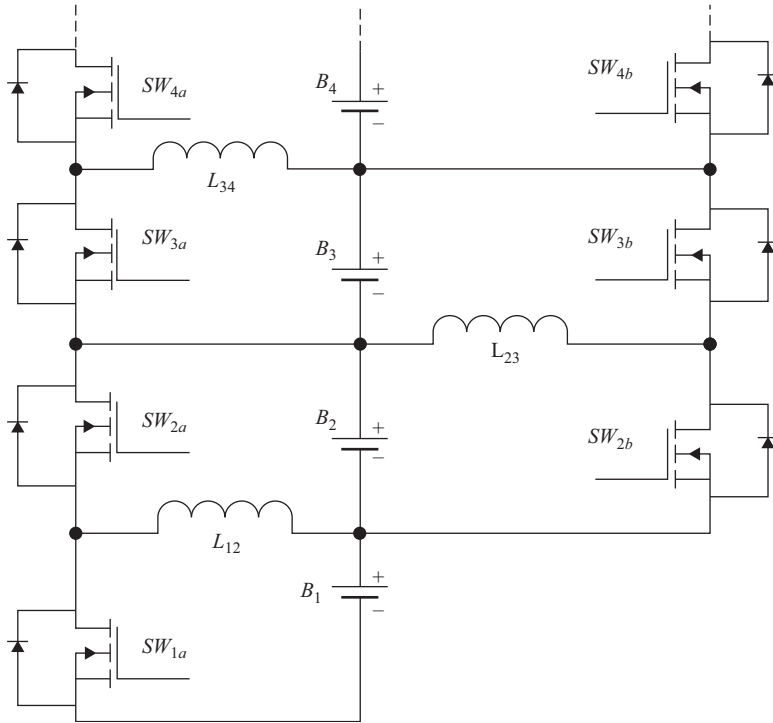 SW4a
B4
+
−
SW4b
L34
SW3a
B3
+
−
SW3b
L23
SW2a
B2
+
−
SW2b
L12
B1
+
−
SW1a